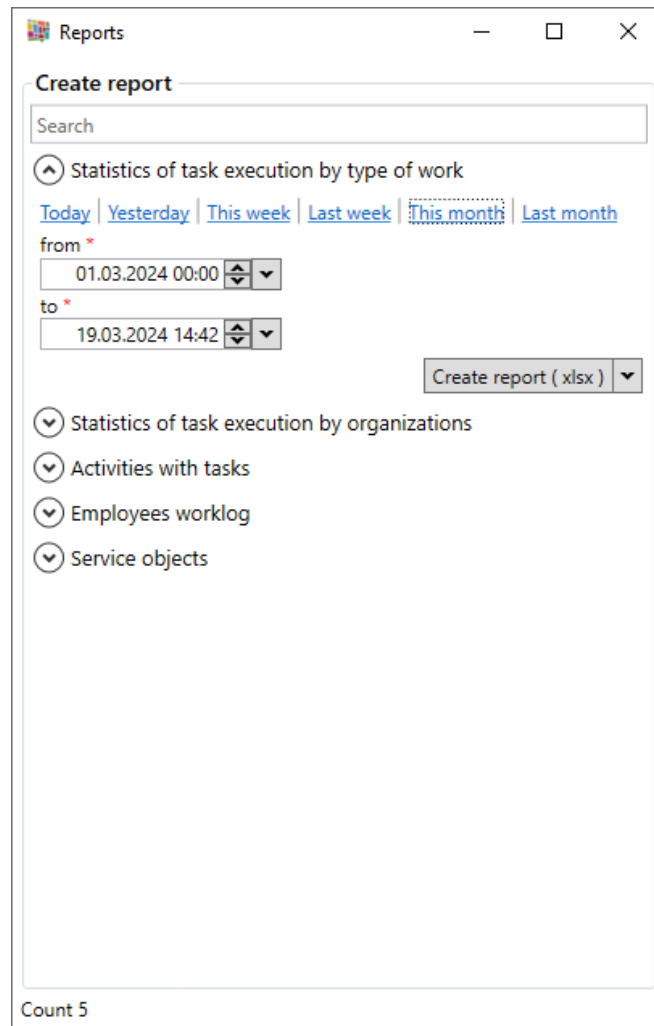 Reports
Create report
Search
Statistics of task execution by type of work
Today Yesterday This week Last week This month Last month
from *
01.03.2024 00:00
to *
19.03.2024 14:42
Create report ( xlsx )
Statistics of task execution by organizations
Activities with tasks
Employees worklog
Service objects
Count 5